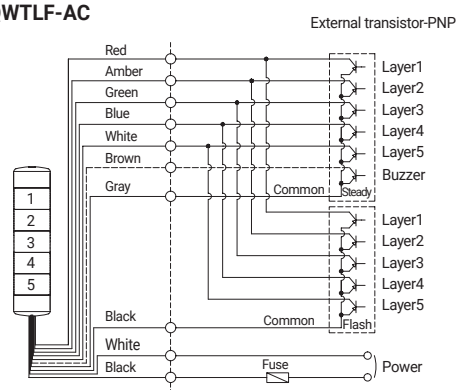 WTLF-AC
External transistor-PNP
Red
Amber
Green
Blue
White
Brown
Gray
Common
Steady
Layer1
Layer2
Layer3
Layer4
Layer5
Buzzer
1
2
3
4
5
Layer1
Layer2
Layer3
Layer4
Layer5
Black
Common
Flash
White
Black
Fuse
Power